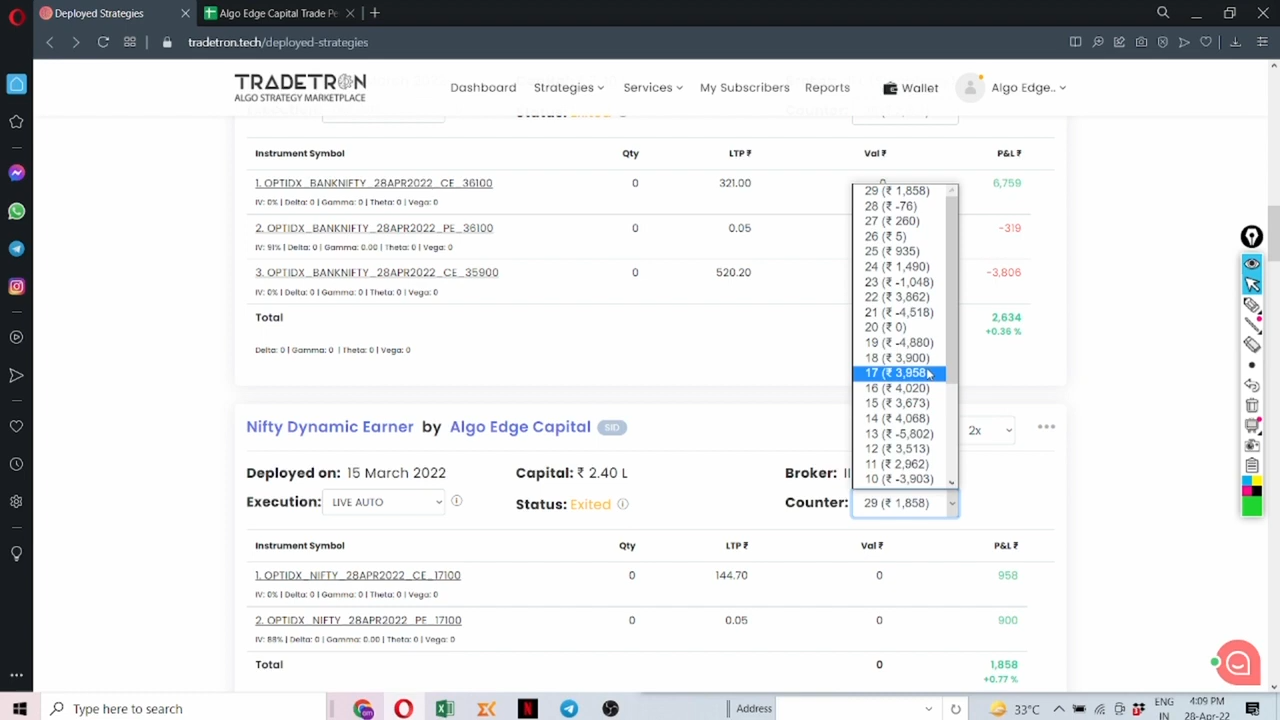 Deployed Strategies
Algo Edge Capital Trade Pe
tradetron.tech/deployed-strategies
TRADETRON
ALGO STRATEGY MARKETPLACE
Dashboard
Strategies
Services
My Subscribers
Reports
Wallet
Algo Edge..
Instrument Symbol Qty LTP ₹ Val ₹ P&L ₹
1. OPTIDX_BANKNIFTY_28APR2022_CE_36100 0 321.00 0 6,759
IV: 0% | Delta: 0 | Gamma: 0 | Theta: 0 | Vega: 0
2. OPTIDX_BANKNIFTY_28APR2022_PE_36100 0 0.05 -319
IV: 91% | Delta: 0 | Gamma: 0.00 | Theta: 0 | Vega: 0
3. OPTIDX_BANKNIFTY_28APR2022_CE_35900 0 520.20 -3,806
IV: 0% | Delta: 0 | Gamma: 0 | Theta: 0 | Vega: 0
Total 2,634
+0.36 %
Delta: 0 | Gamma: 0 | Theta: 0 | Vega: 0
29 (₹ 1,858)
28 (₹ -76)
27 (₹ 260)
26 (₹ 5)
25 (₹ 935)
24 (₹ 1,490)
23 (₹ -1,048)
22 (₹ 3,862)
21 (₹ -4,518)
20 (₹ 0)
19 (₹ -4,880)
18 (₹ 3,900)
17 (₹ 3,958)
16 (₹ 4,020)
15 (₹ 3,673)
14 (₹ 4,068)
13 (₹ -5,802)
12 (₹ 3,513)
11 (₹ 2,962)
10 (₹ -3,903)
Nifty Dynamic Earner by Algo Edge Capital SID
2x
Deployed on: 15 March 2022 Capital: ₹ 2.40 L Broker: II
Execution: LIVE AUTO Status: Exited Counter: 29 (₹ 1,858)
Instrument Symbol Qty LTP ₹ Val ₹ P&L ₹
1. OPTIDX_NIFTY_28APR2022_CE_17100 0 144.70 0 958
IV: 0% | Delta: 0 | Gamma: 0 | Theta: 0 | Vega: 0
2. OPTIDX_NIFTY_28APR2022_PE_17100 0 0.05 0 900
IV: 88% | Delta: 0 | Gamma: 0.00 | Theta: 0 | Vega: 0
Total 0 1,858
+0.77 %
Type here to search
Address
33°C
ENG
IN
4:09 PM
28-Apr-22